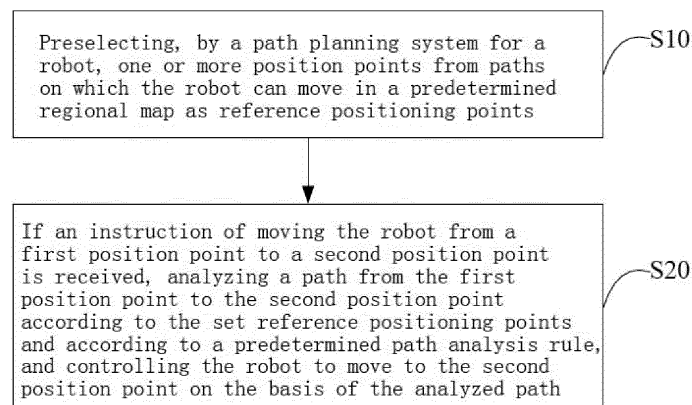 Preselecting, by a path planning system for a
robot, one or more position points from paths
on which the robot can move in a predetermined
regional map as reference positioning points
S10
If an instruction of moving the robot from a
first position point to a second position point
is received, analyzing a path from the first
position point to the second position point
according to the set reference positioning points
and according to a predetermined path analysis rule,
and controlling the robot to move to the second
position point on the basis of the analyzed path
S20